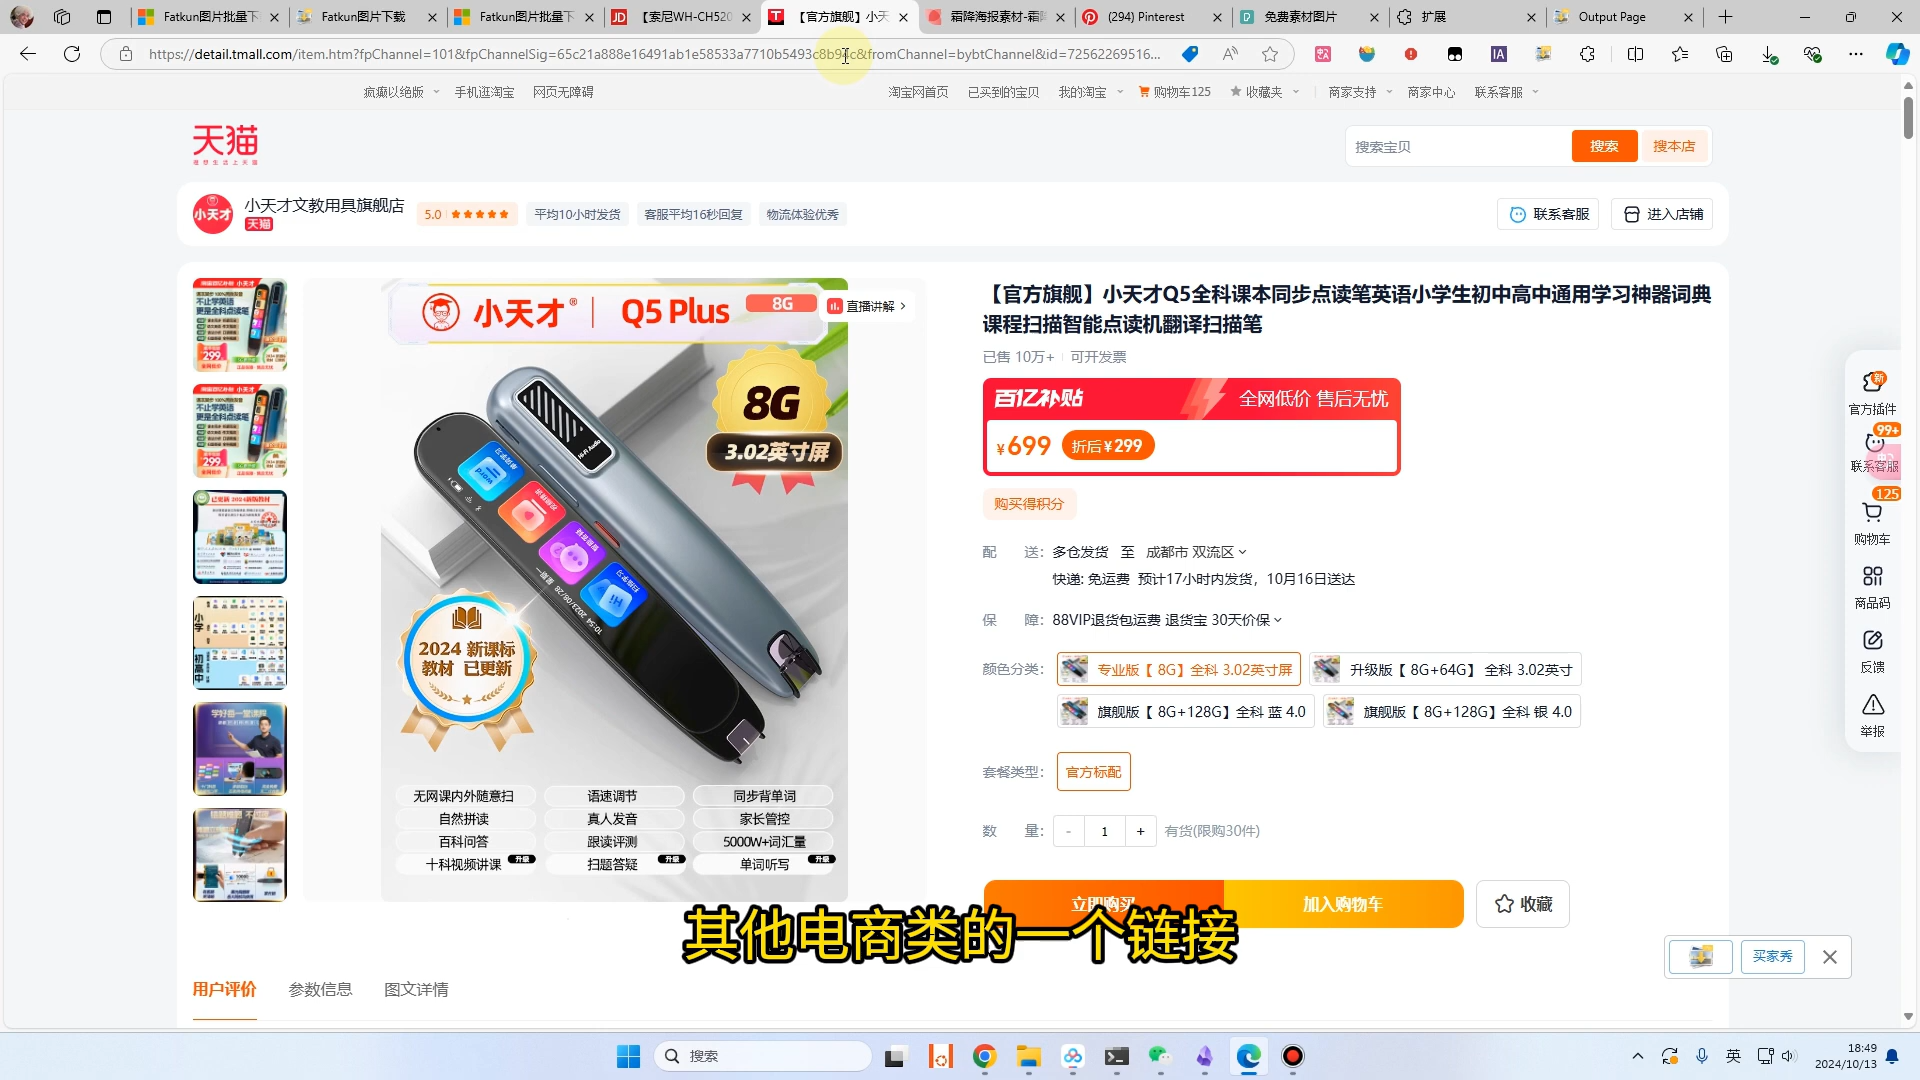 Fatkun图片批量下
Fatkun图片下载
Fatkun图片批量下
【索尼WH-CH520
【官方旗舰】小天
霜降海报素材-霜
(294) Pinterest
免费素材图片
扩展
Output Page
https://detail.tmall.com/item.htm?fpChannel=101&fpChannelSig=65c21a888e16491ab1e58533a7710b5493c8b94c&fromChannel=bybtChannel&id=72562269516...
疯癫以绝版
手机逛淘宝
网页无障碍
淘宝网首页
已买到的宝贝
我的淘宝
购物车125
收藏夹
商家支持
商家中心
联系客服
天猫
搜索宝贝
搜索
搜本店
小天才
小天才文教用具旗舰店
天猫
5.0
平均10小时发货
客服平均16秒回复
物流体验优秀
联系客服
进入店铺
小天才®
Q5 Plus
8G
直播讲解
8G
3.02英寸屏
2024 新课标
教材 已更新
无网课内外随意扫
语速调节
同步背单词
自然拼读
真人发音
家长管控
百科问答
跟读评测
5000W+词汇量
十科视频讲课
升级
扫题答疑
升级
单词听写
升级
【官方旗舰】小天才Q5全科课本同步点读笔英语小学生初中高中通用学习神器词典
课程扫描智能点读机翻译扫描笔
已售 10万+
可开发票
百亿补贴
全网低价 售后无忧
¥699
折后¥299
购买得积分
配 送:
多仓发货 至 成都市 双流区
快递: 免运费 预计17小时内发货，10月16日送达
保 障:
88VIP退货包运费 退货宝 30天价保
颜色分类:
专业版【 8G】全科 3.02英寸屏
升级版【 8G+64G】 全科 3.02英寸
旗舰版【 8G+128G】全科 蓝 4.0
旗舰版【 8G+128G】全科 银 4.0
套餐类型:
官方标配
数 量:
-
1
+
有货(限购30件)
立即购买
加入购物车
收藏
其他电商类的一个链接
新
官方插件
99+
联系客服
125
购物车
商品码
反馈
举报
买家秀
用户评价
参数信息
图文详情
搜索
英
18:49
2024/10/13